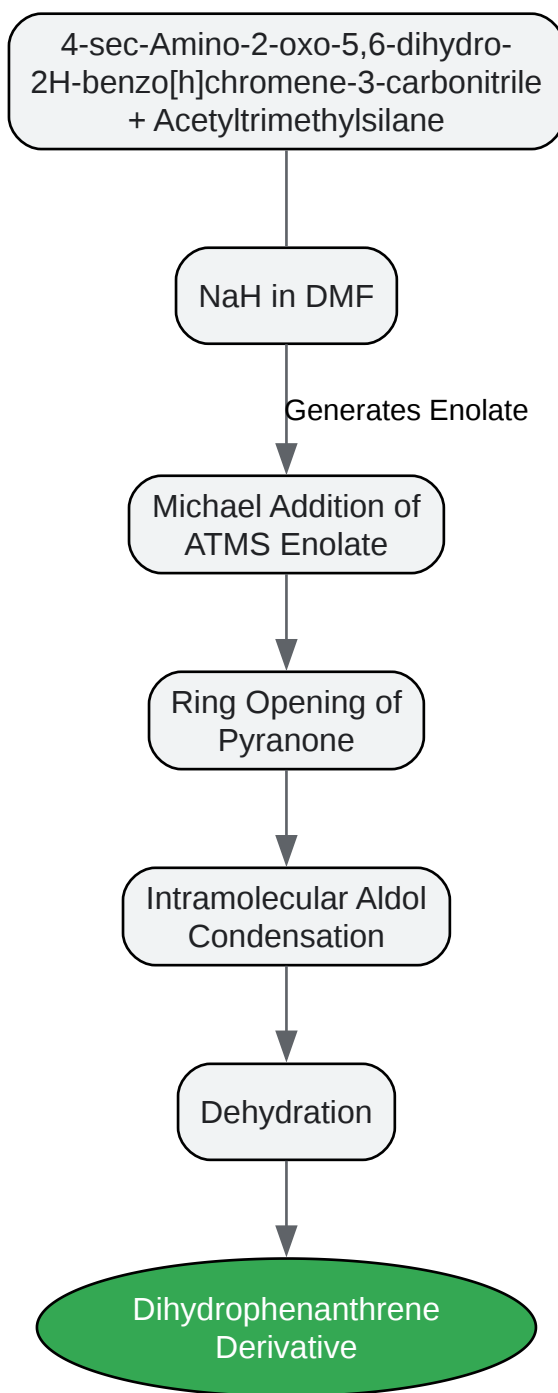 4-sec-Amino-2-oxo-5,6-dihydro-
2H-benzo[h]chromene-3-carbonitrile
+ Acetyltrimethylsilane
NaH in DMF
Generates Enolate
Michael Addition of
ATMS Enolate
Ring Opening of
Pyranone
Intramolecular Aldol
Condensation
Dehydration
Dihydrophenanthrene
Derivative